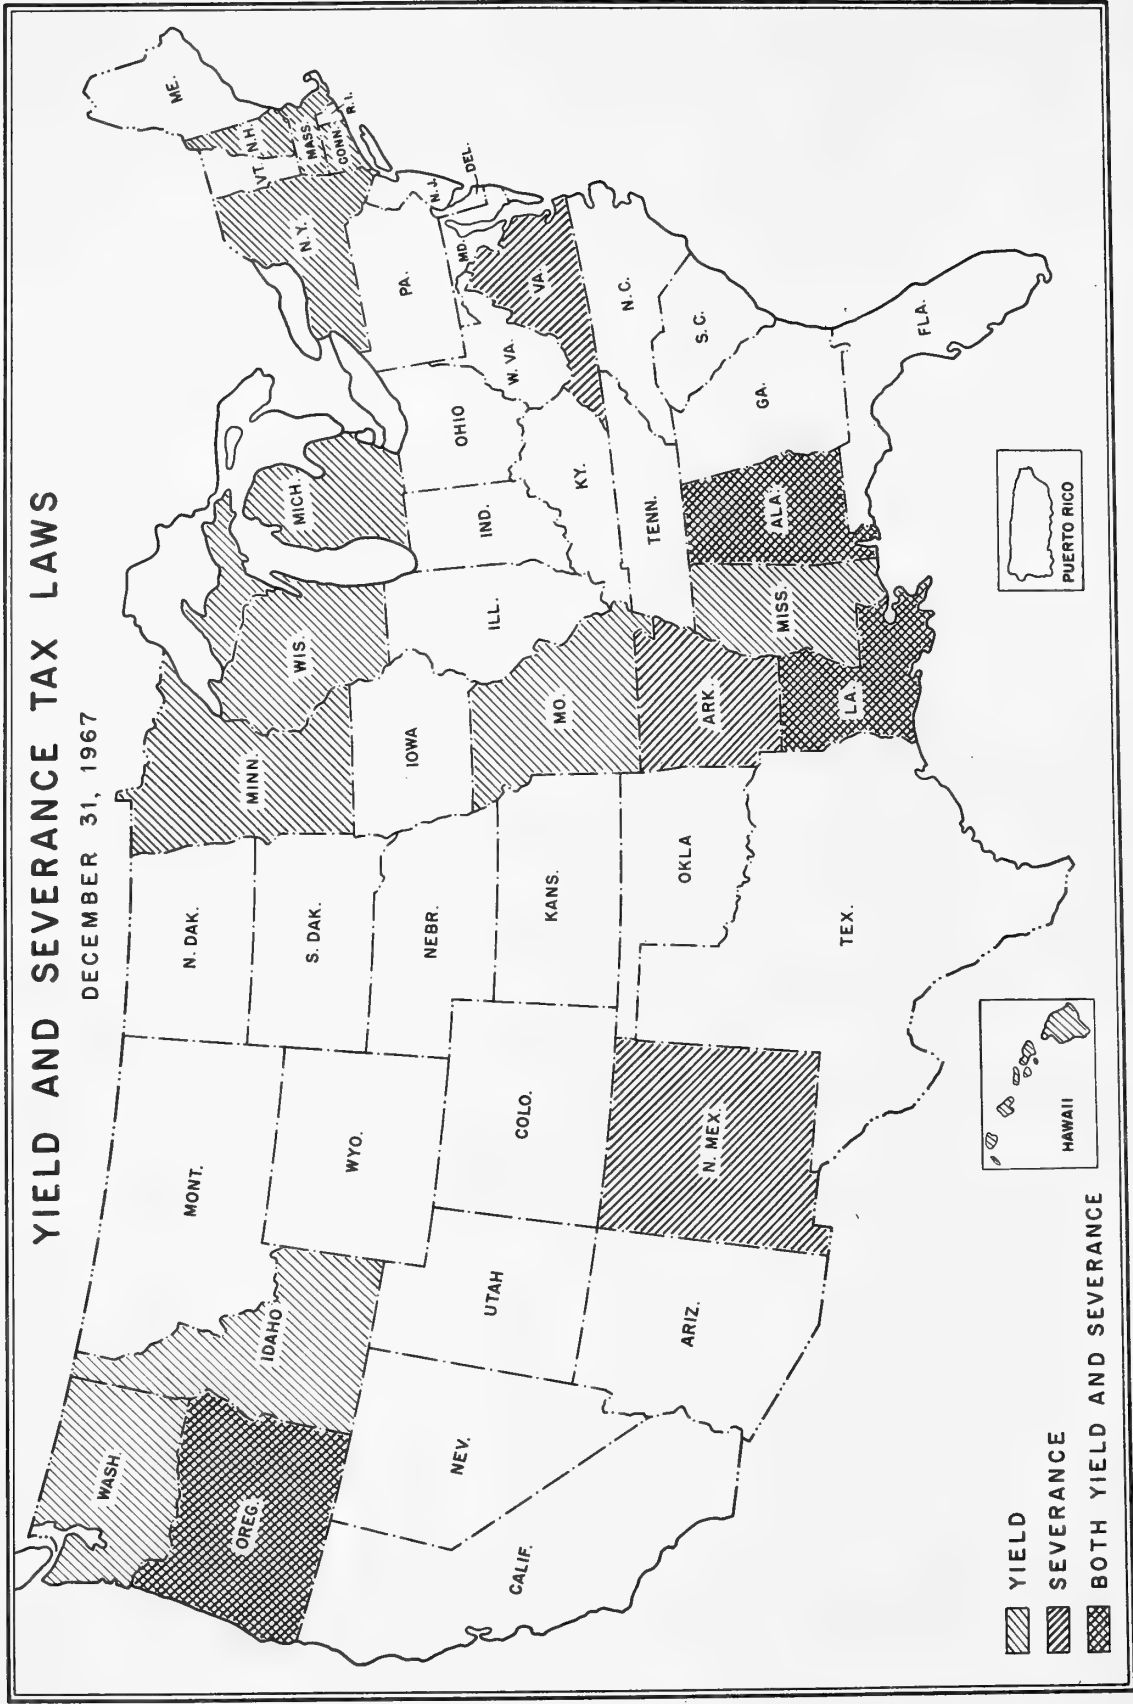 YIELD AND SEVERANCE TAX LAWS
DECEMBER 31, 1967
WASH.
OREG.
CALIF.
NEV.
IDAHO
MONT.
WYO.
UTAH
ARIZ.
COLO.
N. MEX.
N. DAK.
S. DAK.
NEBR.
KANS.
OKLA
TEX.
MINN.
IOWA
MO.
ARK.
LA.
WIS.
ILL.
MISS.
MICH.
IND.
KY.
TENN.
ALA.
OHIO
W. VA.
VA.
N.C.
S.C.
GA.
FLA.
PA.
MD.
DEL.
N.J.
N.Y.
VT.
N.H.
MASS.
CONN.
R.I.
ME.
HAWAII
PUERTO RICO
YIELD
SEVERANCE
BOTH YIELD AND SEVERANCE